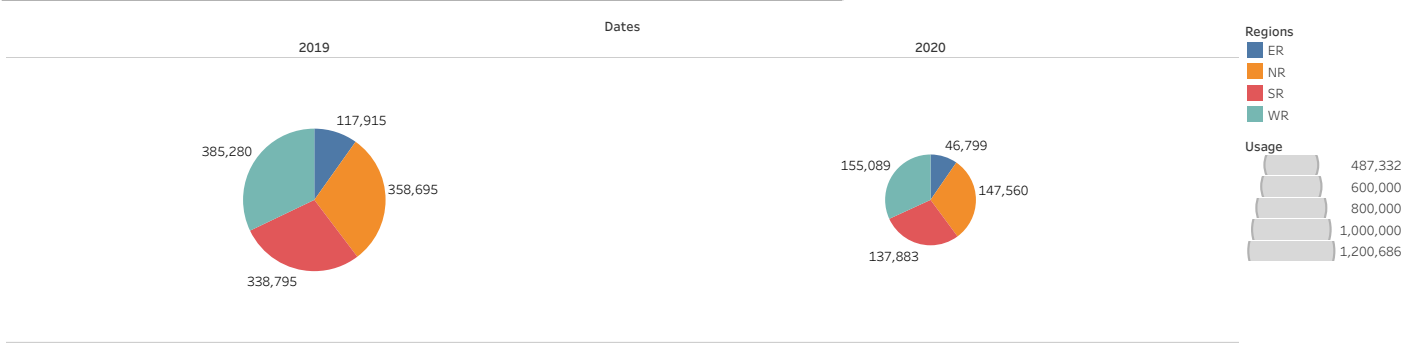 Dates
2019
2020
117,915
385,280
358,695
338,795
46,799
155,089
147,560
137,883
Regions
ER
NR
SR
WR
Usage
487,332
600,000
800,000
1,000,000
1,200,686